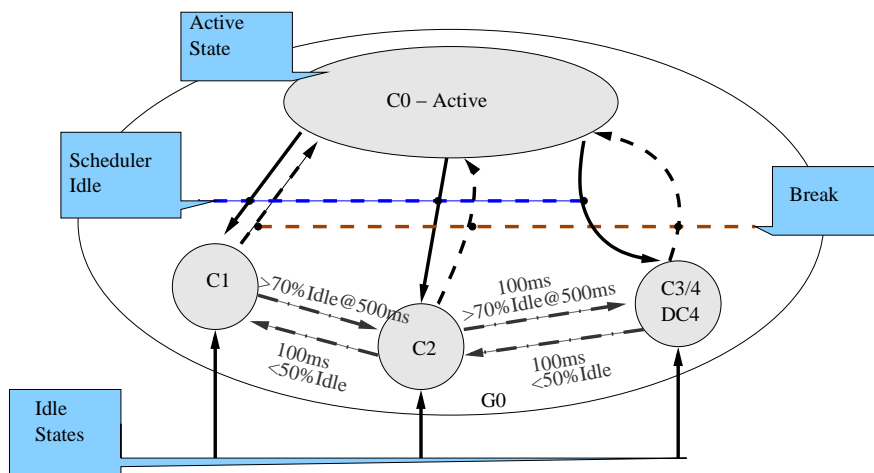 Active
State
C0 – Active
Scheduler
Idle
Break
C1
>70%Idle@500ms
100ms
<50%Idle
C2
100ms
>70%Idle@500ms
100ms
<50%Idle
C3/4
DC4
G0
Idle
States